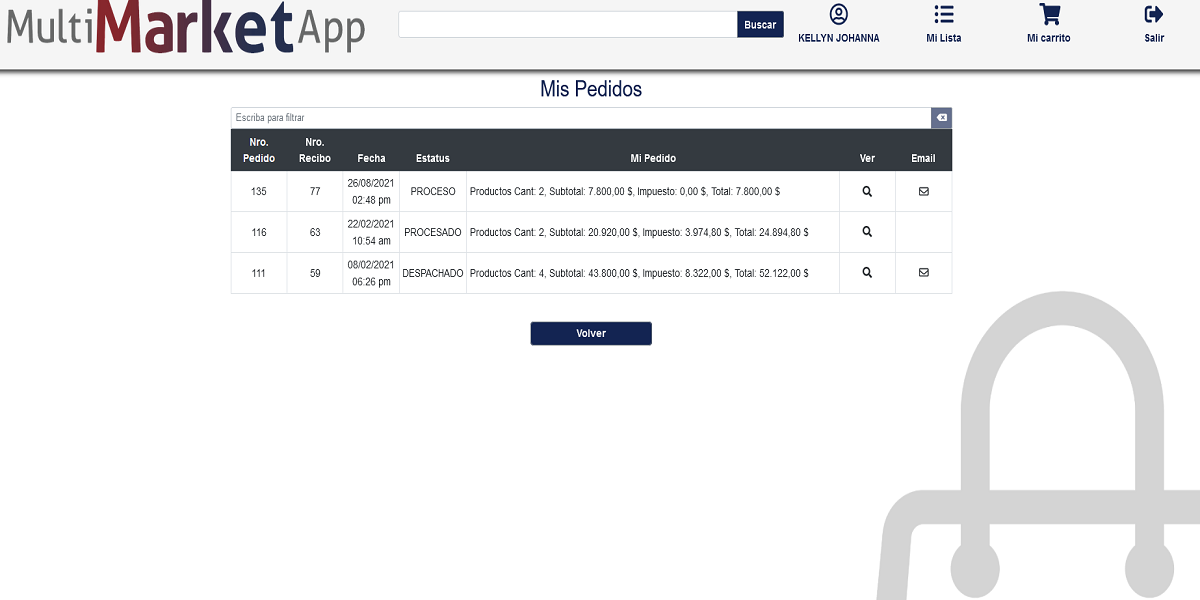 MultiMarketApp
Buscar
KELLYN JOHANNA
Mi Lista
Mi carrito
Salir
Mis Pedidos
Escriba para filtrar
Nro. Pedido Nro. Recibo Fecha Estatus Mi Pedido Ver Email
135 77 26/08/2021 02:48 pm PROCESO Productos Cant: 2, Subtotal: 7.800,00 $, Impuesto: 0,00 $, Total: 7.800,00 $
116 63 22/02/2021 10:54 am PROCESADO Productos Cant: 2, Subtotal: 20.920,00 $, Impuesto: 3.974,80 $, Total: 24.894,80 $
111 59 08/02/2021 06:26 pm DESPACHADO Productos Cant: 4, Subtotal: 43.800,00 $, Impuesto: 8.322,00 $, Total: 52.122,00 $
Volver